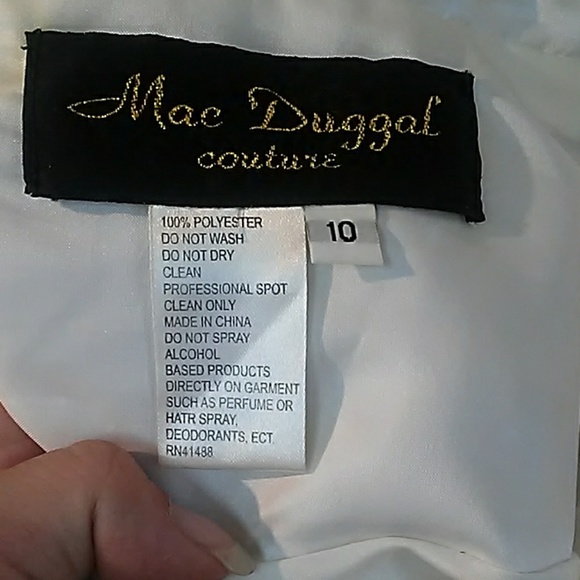 Mac Duggal
couture
10
100% POLYESTER
DO NOT WASH
DO NOT DRY
CLEAN
PROFESSIONAL SPOT
CLEAN ONLY
MADE IN CHINA
DO NOT SPRAY
ALCOHOL
BASED PRODUCTS
DIRECTLY ON GARMENT
SUCH AS PERFUME OR
HATR SPRAY,
DEODORANTS, ECT.
RN41488